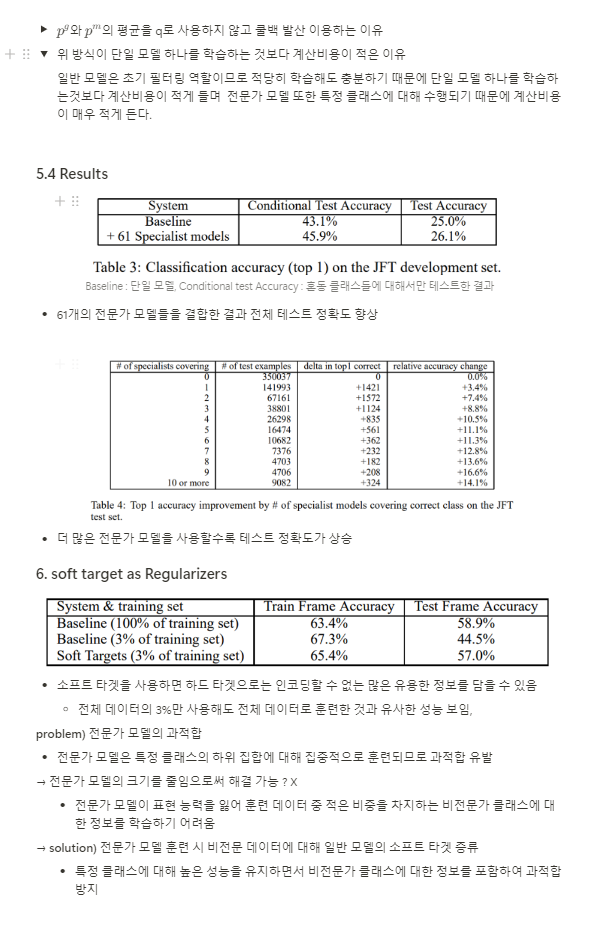 ▶ pᵍ와 pᵐ의 평균을 q로 사용하지 않고 쿨백 발산 이용하는 이유
▼ 위 방식이 단일 모델 하나를 학습하는 것보다 계산비용이 적은 이유
일반 모델은 초기 필터링 역할이므로 적당히 학습해도 충분하기 때문에 단일 모델 하나를 학습하
는것보다 계산비용이 적게 들며 전문가 모델 또한 특정 클래스에 대해 수행되기 때문에 계산비용
이 매우 적게 든다.
5.4 Results
System Conditional Test Accuracy Test Accuracy
Baseline 43.1% 25.0%
+ 61 Specialist models 45.9% 26.1%
Table 3: Classification accuracy (top 1) on the JFT development set.
Baseline : 단일 모델, Conditional test Accuracy : 혼동 클래스들에 대해서만 테스트한 결과
• 61개의 전문가 모델들을 결합한 결과 전체 테스트 정확도 향상
# of specialists covering # of test examples delta in top1 correct relative accuracy change
0 350037 0 0.0%
1 141993 +1421 +3.4%
2 67161 +1572 +7.4%
3 38801 +1124 +8.8%
4 26298 +835 +10.5%
5 16474 +561 +11.1%
6 10682 +362 +11.3%
7 7376 +232 +12.8%
8 4703 +182 +13.6%
9 4706 +208 +16.6%
10 or more 9082 +324 +14.1%
Table 4: Top 1 accuracy improvement by # of specialist models covering correct class on the JFT
test set.
• 더 많은 전문가 모델을 사용할수록 테스트 정확도가 상승
6. soft target as Regularizers
System & training set Train Frame Accuracy Test Frame Accuracy
Baseline (100% of training set) 63.4% 58.9%
Baseline (3% of training set) 67.3% 44.5%
Soft Targets (3% of training set) 65.4% 57.0%
• 소프트 타겟을 사용하면 하드 타겟으로는 인코딩할 수 없는 많은 유용한 정보를 담을 수 있음
◦ 전체 데이터의 3%만 사용해도 전체 데이터로 훈련한 것과 유사한 성능 보임,
problem) 전문가 모델의 과적합
• 전문가 모델은 특정 클래스의 하위 집합에 대해 집중적으로 훈련되므로 과적합 유발
→ 전문가 모델의 크기를 줄임으로써 해결 가능 ? X
• 전문가 모델이 표현 능력을 잃어 훈련 데이터 중 적은 비중을 차지하는 비전문가 클래스에 대
한 정보를 학습하기 어려움
→ solution) 전문가 모델 훈련 시 비전문 데이터에 대해 일반 모델의 소프트 타겟 증류
• 특정 클래스에 대해 높은 성능을 유지하면서 비전문가 클래스에 대한 정보를 포함하여 과적합
방지